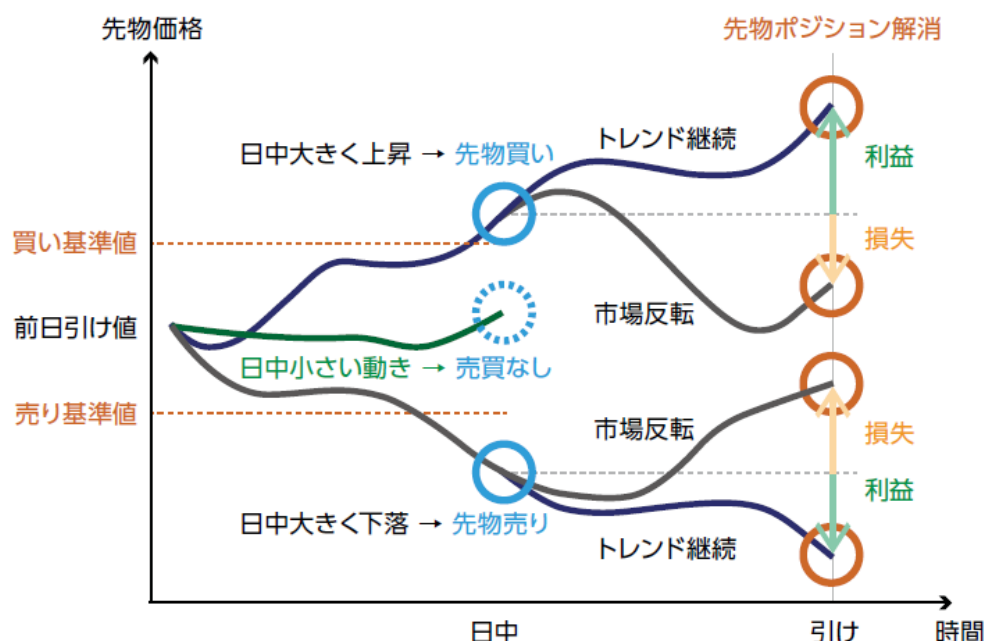 先物価格
先物ポジション解消
日中大きく上昇 → 先物買い
トレンド継続
利益
買い基準値
損失
市場反転
前日引け値
日中小さい動き → 売買なし
売り基準値
市場反転
損失
利益
日中大きく下落 → 先物売り
トレンド継続
日中
引け
時間